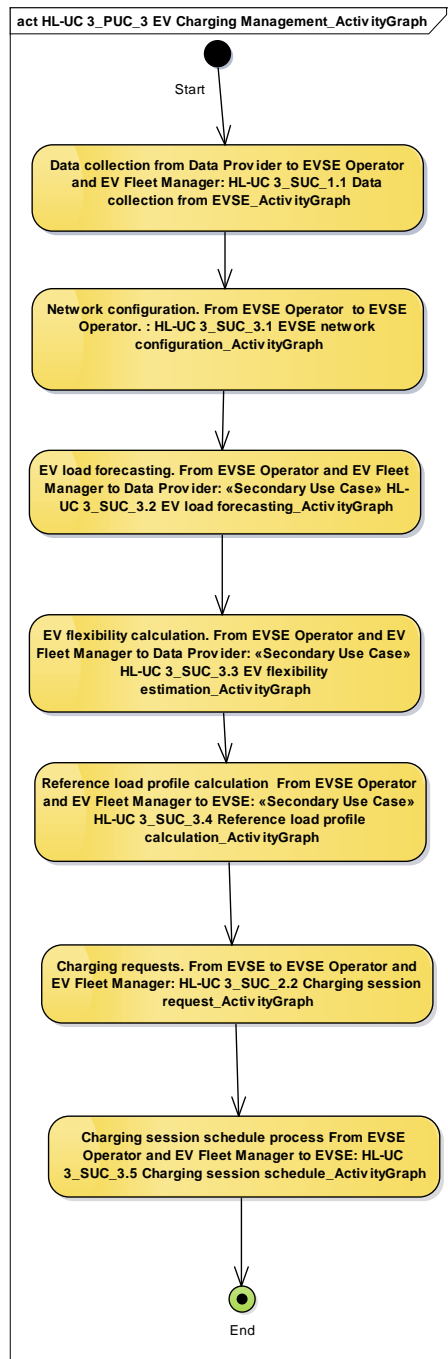 act HL-UC 3_PUC_3 EV Charging Management_ActivityGraph
Start
Data collection from Data Provider to EVSE Operator
and EV Fleet Manager: HL-UC 3_SUC_1.1 Data
collection from EVSE_ActivityGraph
Network configuration. From EVSE Operator to EVSE
Operator. : HL-UC 3_SUC_3.1 EVSE network
configuration_ActivityGraph
EV load forecasting. From EVSE Operator and EV Fleet
Manager to Data Provider: «Secondary Use Case» HL-
UC 3_SUC_3.2 EV load forecasting_ActivityGraph
EV flexibility calculation. From EVSE Operator and EV
Fleet Manager to Data Provider: «Secondary Use Case»
HL-UC 3_SUC_3.3 EV flexibility
estimation_ActivityGraph
Reference load profile calculation From EVSE Operator
and EV Fleet Manager to EVSE: «Secondary Use Case»
HL-UC 3_SUC_3.4 Reference load profile
calculation_ActivityGraph
Charging requests. From EVSE to EVSE Operator and
EV Fleet Manager: HL-UC 3_SUC_2.2 Charging session
request_ActivityGraph
Charging session schedule process From EVSE
Operator and EV Fleet Manager to EVSE: HL-UC
3_SUC_3.5 Charging session schedule_ActivityGraph
End